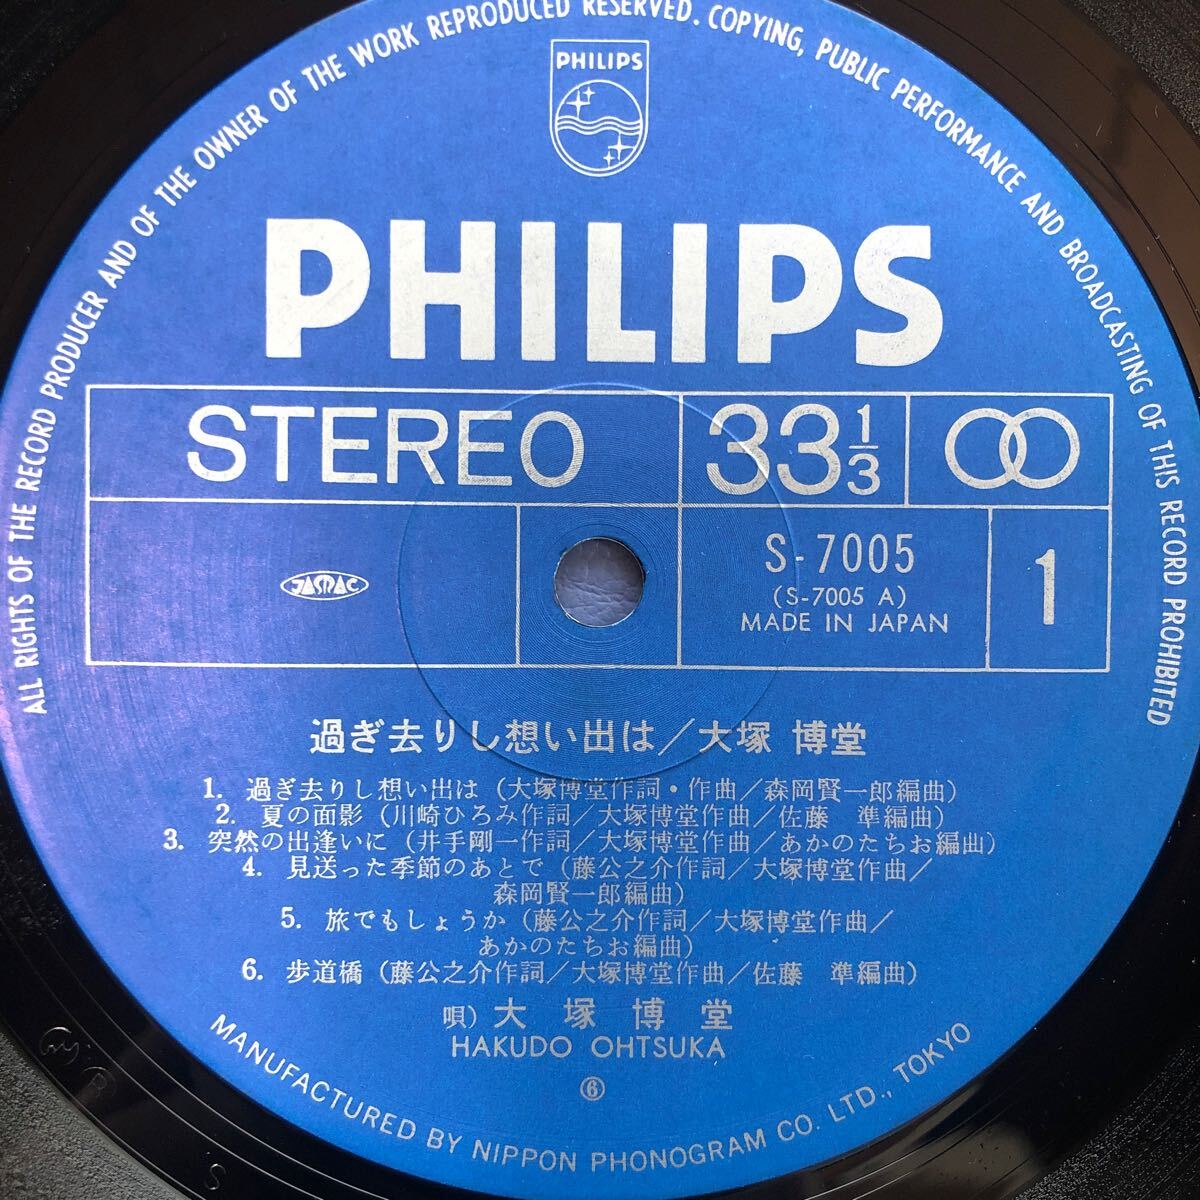 ALL RIGHTS OF THE RECORD PRODUCER AND OF THE OWNER OF THE WORK REPRODUCED RESERVED. COPYING, PUBLIC PERFORMANCE AND BROADCASTING OF THIS RECORD PROHIBITED
PHILIPS
PHILIPS
STEREO
33 1/3
JASRAC
S-7005
(S-7005 A)
MADE IN JAPAN
1
過ぎ去りし想い出は／大塚 博堂
1. 過ぎ去りし想い出は（大塚博堂作詞・作曲／森岡賢一郎編曲）
2. 夏の面影（川崎ひろみ作詞／大塚博堂作曲／佐藤 準編曲）
3. 突然の出逢いに（井手剛一作詞／大塚博堂作曲／あかのたちお編曲）
4. 見送った季節のあとで（藤公之介作詞／大塚博堂作曲／
森岡賢一郎編曲）
5. 旅でもしょうか（藤公之介作詞／大塚博堂作曲／
あかのたちお編曲）
6. 歩道橋（藤公之介作詞／大塚博堂作曲／佐藤 準編曲）
唄）大 塚 博 堂
HAKUDO OHTSUKA
⑥
MANUFACTURED BY NIPPON PHONOGRAM CO. LTD., TOKYO
S